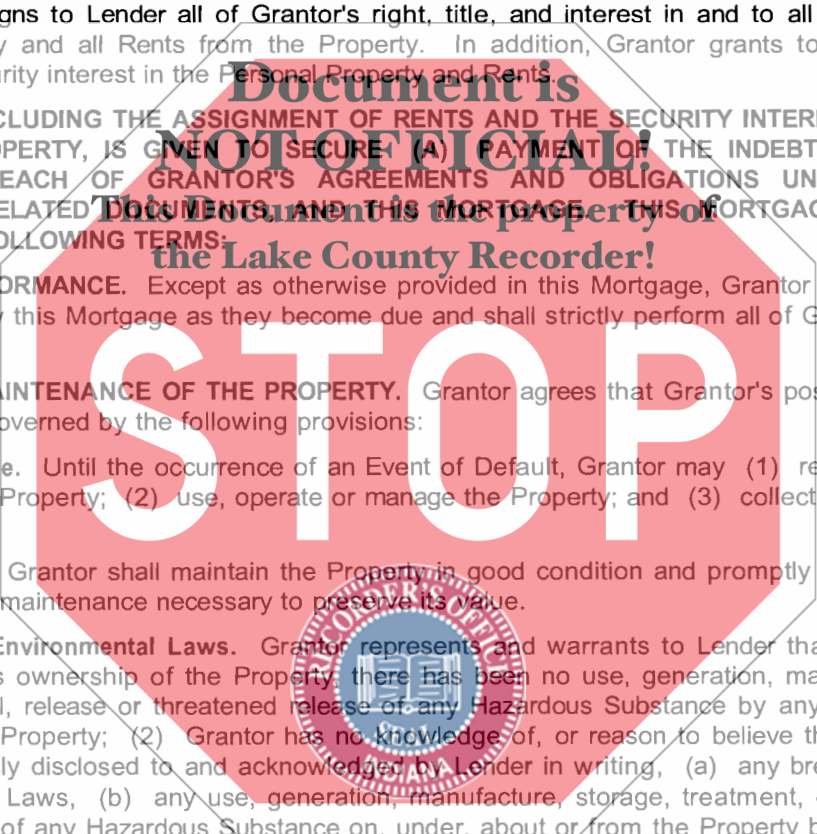 gns to Lender all of Grantor's right, title, and interest in and to all
y and all Rents from the Property. In addition, Grantor grants to
urity interest in the Personal Property and Rents.
Document is
CLUDING THE ASSIGNMENT OF RENTS AND THE SECURITY INTER
NOT OFFICIAL!
OPERTY, IS GIVEN TO SECURE (A) PAYMENT OF THE INDEBT
EACH OF GRANTOR'S AGREEMENTS AND OBLIGATIONS UN
This Document is the property of
ELATED DOCUMENTS, AND THIS MORTGAGE. THIS MORTGAG
OLLOWING TERMS:
the Lake County Recorder!
ORMANCE. Except as otherwise provided in this Mortgage, Grantor
y this Mortgage as they become due and shall strictly perform all of G
STOP
AINTENANCE OF THE PROPERTY. Grantor agrees that Grantor's pos
overned by the following provisions:
e. Until the occurrence of an Event of Default, Grantor may (1) re
Property; (2) use, operate or manage the Property; and (3) collect
Grantor shall maintain the Property in good condition and promptly
maintenance necessary to preserve its value.
RECORDER'S OFFICE
Environmental Laws. Grantor represents and warrants to Lender tha
s ownership of the Property, there has been no use, generation, ma
l, release or threatened release of any Hazardous Substance by any
Property; (2) Grantor has no knowledge of, or reason to believe th
SEAL
ly disclosed to and acknowledged by Lender in writing, (a) any bre
INDIANA
Laws, (b) any use, generation, manufacture, storage, treatment,
of any Hazardous Substance on, under, about or from the Property b